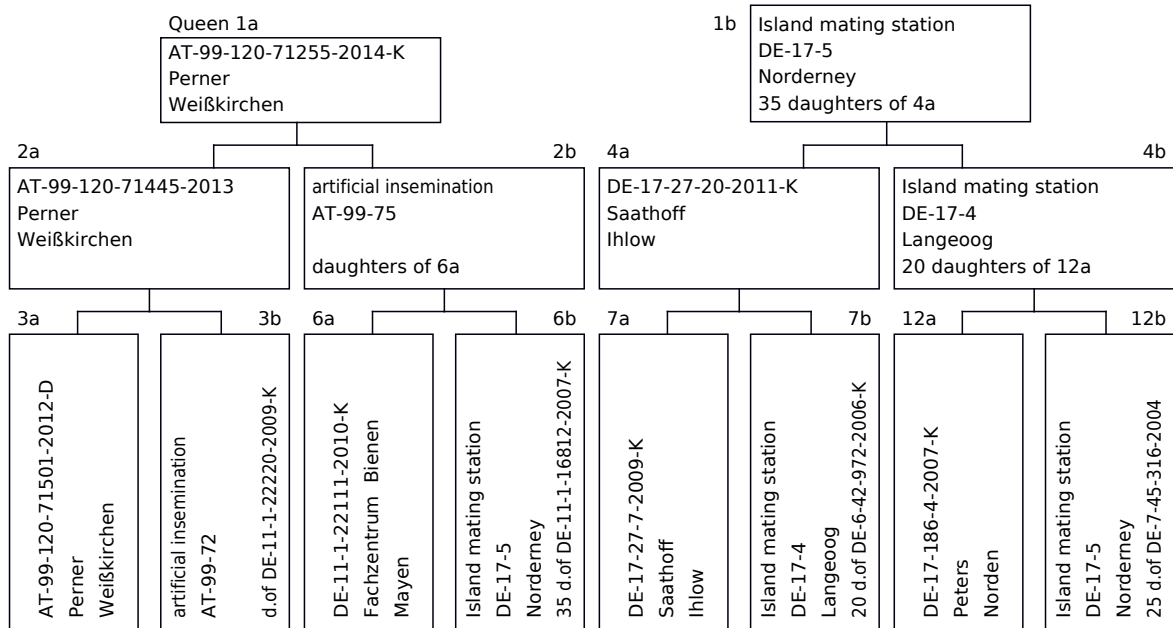 Queen 1a
AT-99-120-71255-2014-K
Perner
Weißkirchen
1b
Island mating station
DE-17-5
Norderney
35 daughters of 4a
2a
AT-99-120-71445-2013
Perner
Weißkirchen
2b
artificial insemination
AT-99-75
daughters of 6a
4a
DE-17-27-20-2011-K
Saathoff
Ihlow
4b
Island mating station
DE-17-4
Langeoog
20 daughters of 12a
3a
AT-99-120-71501-2012-D
Perner
Weißkirchen
3b
artificial insemination
AT-99-72
d.of DE-11-1-22220-2009-K
6a
DE-11-1-22111-2010-K
Fachzentrum Bienen
Mayen
6b
Island mating station
DE-17-5
Norderney
35 d.of DE-11-1-16812-2007-K
7a
DE-17-27-7-2009-K
Saathoff
Ihlow
7b
Island mating station
DE-17-4
Langeoog
20 d.of DE-6-42-972-2006-K
12a
DE-17-186-4-2007-K
Peters
Norden
12b
Island mating station
DE-17-5
Norderney
25 d.of DE-7-45-316-2004